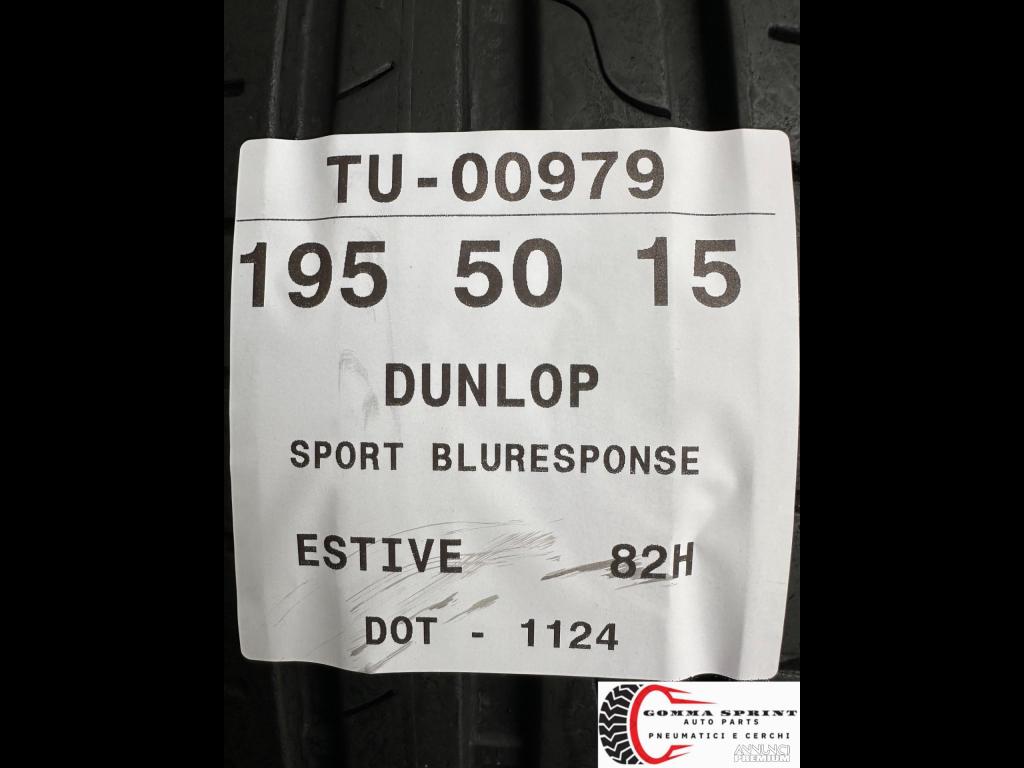 TU-00979
195 50 15
DUNLOP
SPORT BLURESPONSE
ESTIVE 82H
DOT - 1124
GOMMA SPRINT
AUTO PARTS
PNEUMATICI E CERCHI
ANNUNCI
PREMIUM